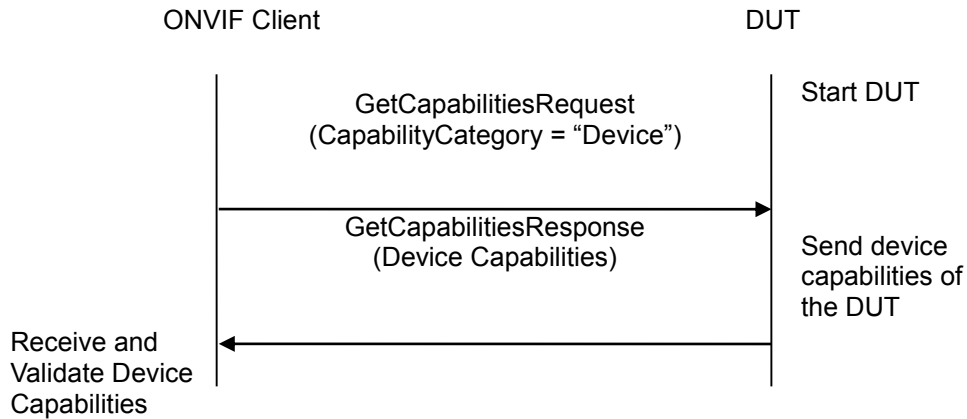 ONVIF Client
DUT
Start DUT
GetCapabilitiesRequest
(CapabilityCategory = “Device”)
GetCapabilitiesResponse
(Device Capabilities)
Send device
capabilities of
the DUT
Receive and
Validate Device
Capabilities